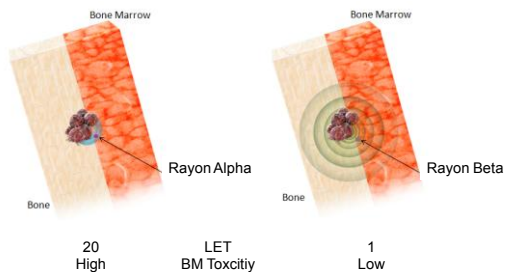 Bone Marrow
Bone Marrow
Rayon Alpha
Rayon Beta
Bone
Bone
20 LET 1
High BM Toxcitiy Low